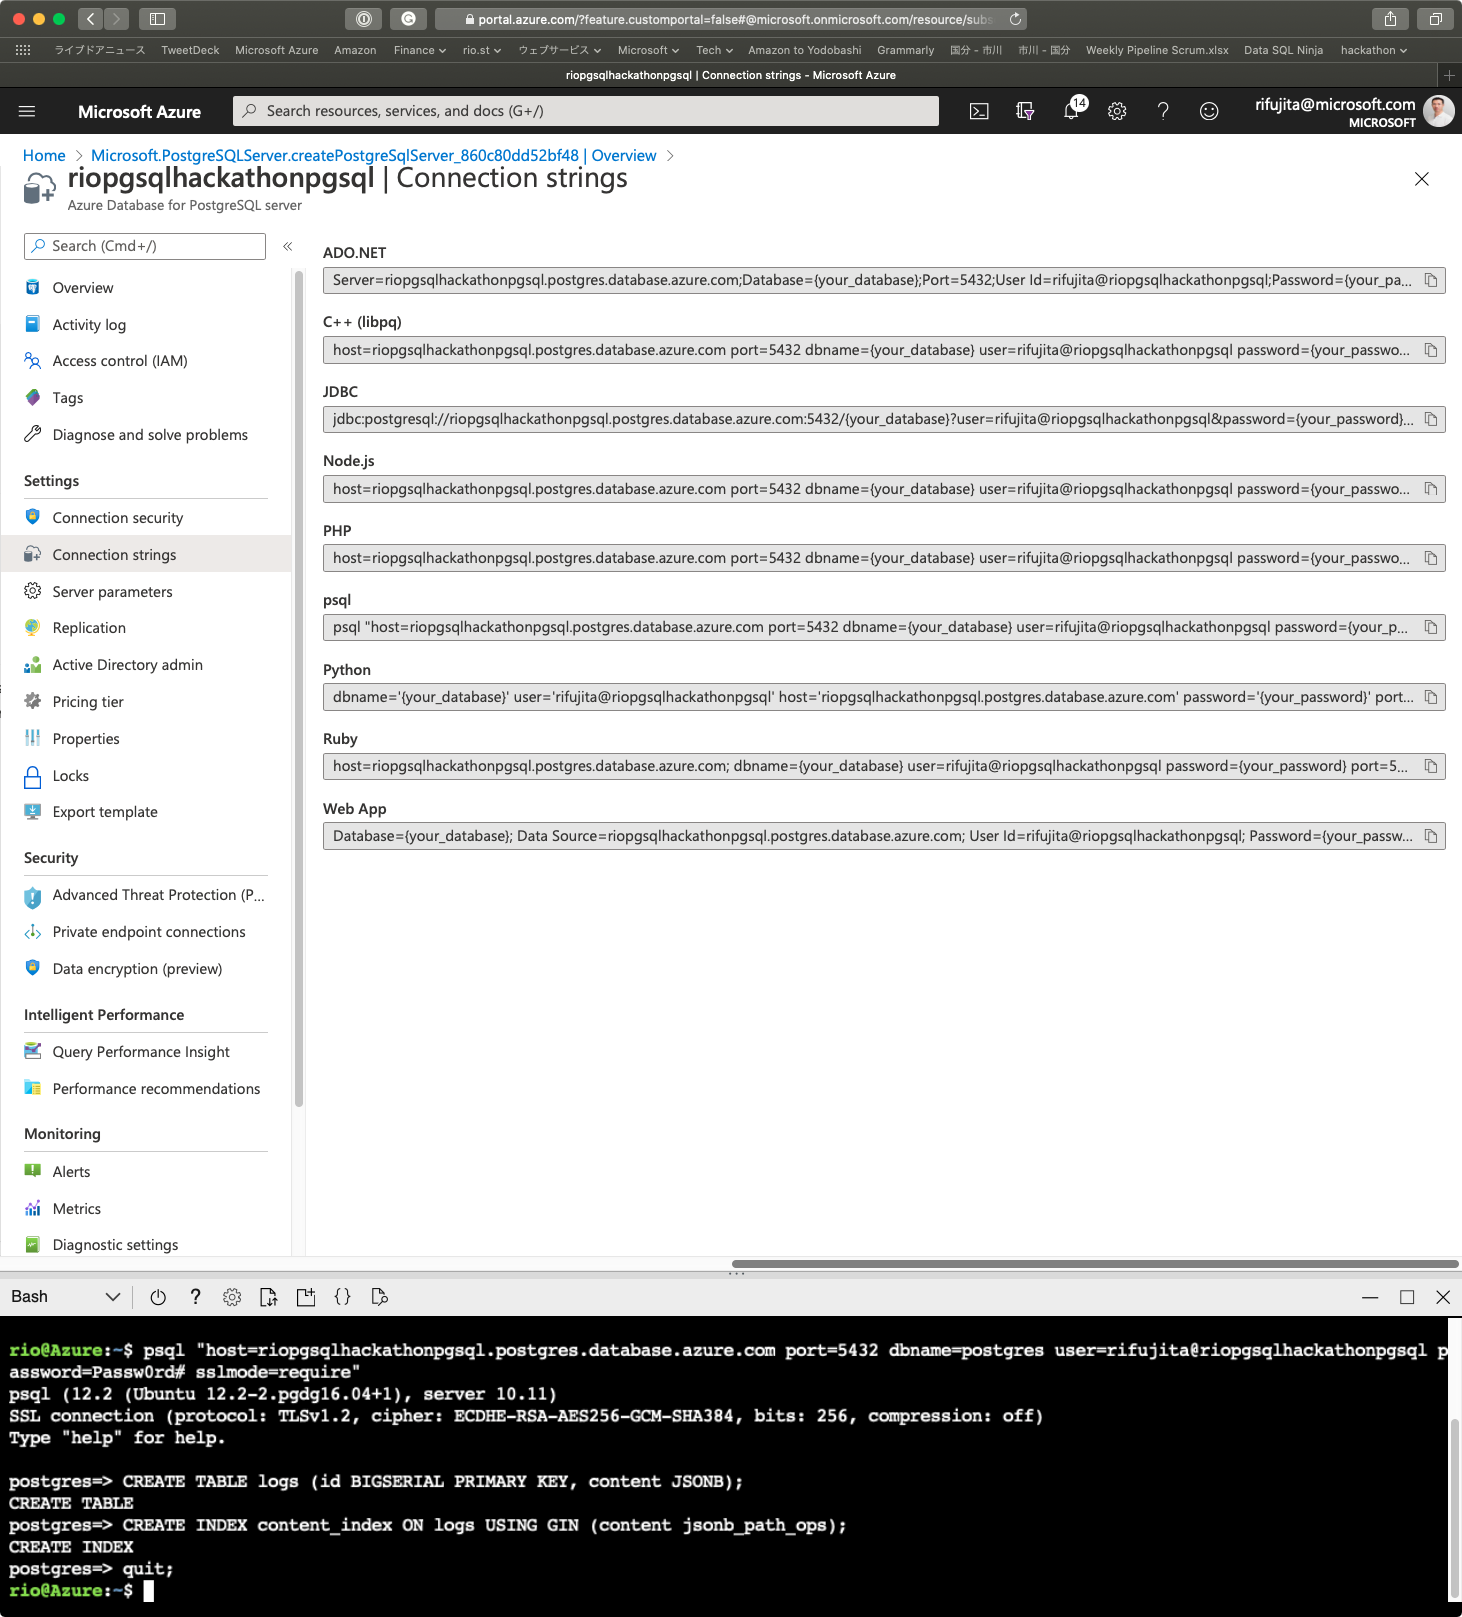 portal.azure.com/?feature.customportal=false#@microsoft.onmicrosoft.com/resource/subs
ライブドアニュース TweetDeck Microsoft Azure Amazon Finance rio.st ウェブサービス Microsoft Tech Amazon to Yodobashi Grammarly 国分 - 市川 市川 - 国分 Weekly Pipeline Scrum.xlsx Data SQL Ninja hackathon
riopgsqlhackathonpgsql | Connection strings - Microsoft Azure
Microsoft Azure
Search resources, services, and docs (G+/)
14
rifujita@microsoft.com
MICROSOFT
Home > Microsoft.PostgreSQLServer.createPostgreSqlServer_860c80dd52bf48 | Overview >
riopgsqlhackathonpgsql | Connection strings
Azure Database for PostgreSQL server
Search (Cmd+/)
«
Overview
Activity log
Access control (IAM)
Tags
Diagnose and solve problems
Settings
Connection security
Connection strings
Server parameters
Replication
Active Directory admin
Pricing tier
Properties
Locks
Export template
Security
Advanced Threat Protection (P...
Private endpoint connections
Data encryption (preview)
Intelligent Performance
Query Performance Insight
Performance recommendations
Monitoring
Alerts
Metrics
Diagnostic settings
ADO.NET
Server=riopgsqlhackathonpgsql.postgres.database.azure.com;Database={your_database};Port=5432;User Id=rifujita@riopgsqlhackathonpgsql;Password={your_pa...
C++ (libpq)
host=riopgsqlhackathonpgsql.postgres.database.azure.com port=5432 dbname={your_database} user=rifujita@riopgsqlhackathonpgsql password={your_passwo...
JDBC
jdbc:postgresql://riopgsqlhackathonpgsql.postgres.database.azure.com:5432/{your_database}?user=rifujita@riopgsqlhackathonpgsql&password={your_password}...
Node.js
host=riopgsqlhackathonpgsql.postgres.database.azure.com port=5432 dbname={your_database} user=rifujita@riopgsqlhackathonpgsql password={your_passwo...
PHP
host=riopgsqlhackathonpgsql.postgres.database.azure.com port=5432 dbname={your_database} user=rifujita@riopgsqlhackathonpgsql password={your_passwo...
psql
psql "host=riopgsqlhackathonpgsql.postgres.database.azure.com port=5432 dbname={your_database} user=rifujita@riopgsqlhackathonpgsql password={your_p...
Python
dbname='{your_database}' user='rifujita@riopgsqlhackathonpgsql' host='riopgsqlhackathonpgsql.postgres.database.azure.com' password='{your_password}' port...
Ruby
host=riopgsqlhackathonpgsql.postgres.database.azure.com; dbname={your_database} user=rifujita@riopgsqlhackathonpgsql password={your_password} port=5...
Web App
Database={your_database}; Data Source=riopgsqlhackathonpgsql.postgres.database.azure.com; User Id=rifujita@riopgsqlhackathonpgsql; Password={your_passw...
Bash
rio@Azure:~$ psql "host=riopgsqlhackathonpgsql.postgres.database.azure.com port=5432 dbname=postgres user=rifujita@riopgsqlhackathonpgsql p
assword=Passw0rd# sslmode=require"
psql (12.2 (Ubuntu 12.2-2.pgdg16.04+1), server 10.11)
SSL connection (protocol: TLSv1.2, cipher: ECDHE-RSA-AES256-GCM-SHA384, bits: 256, compression: off)
Type "help" for help.
postgres=> CREATE TABLE logs (id BIGSERIAL PRIMARY KEY, content JSONB);
CREATE TABLE
postgres=> CREATE INDEX content_index ON logs USING GIN (content jsonb_path_ops);
CREATE INDEX
postgres=> quit;
rio@Azure:~$